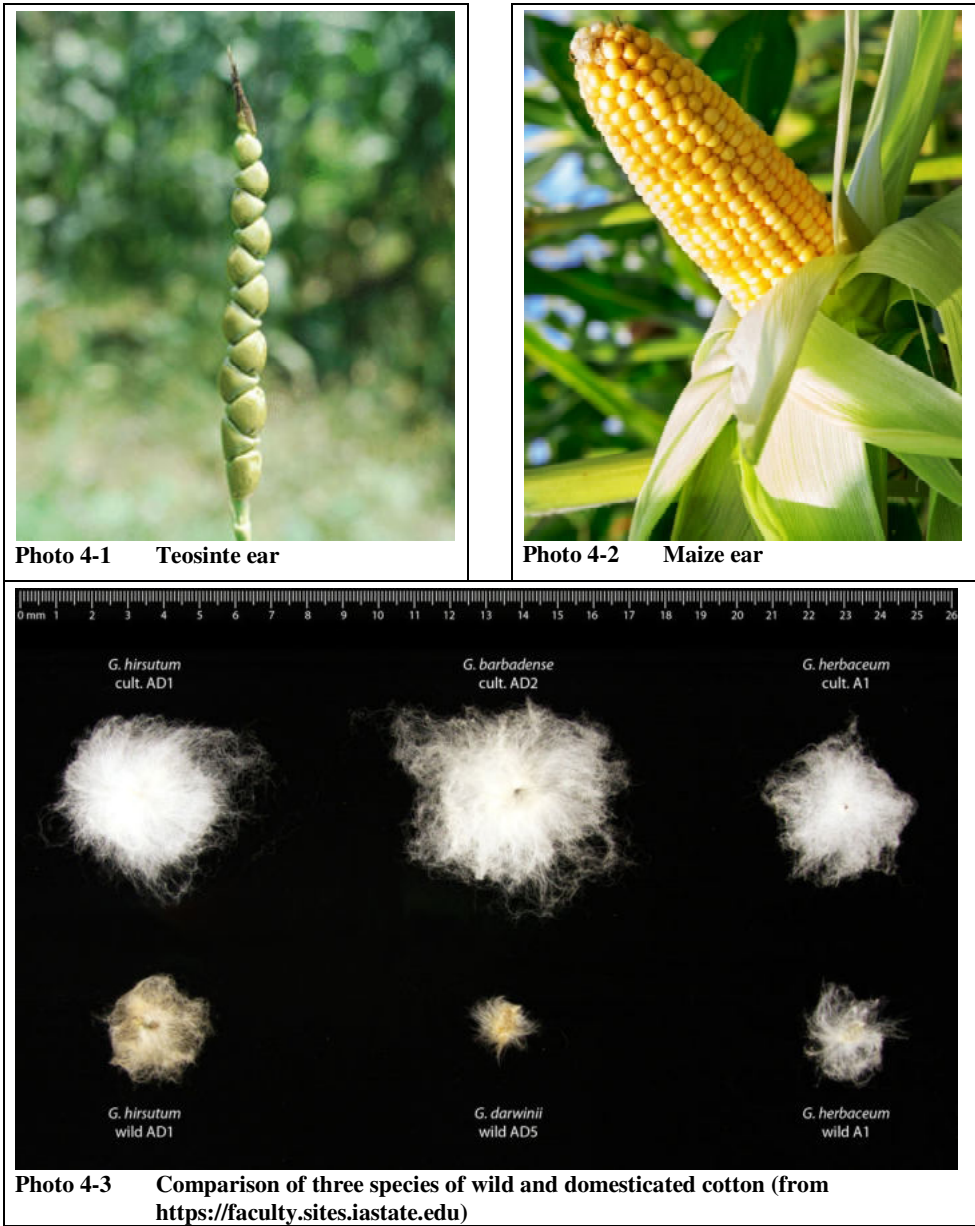 Photo 4-1 Teosinte ear
Photo 4-2 Maize ear
0 mm 1 2 3 4 5 6 7 8 9 10 11 12 13 14 15 16 17 18 19 20 21 22 23 24 25 26
G. hirsutum
cult. AD1
G. barbadense
cult. AD2
G. herbaceum
cult. A1
G. hirsutum
wild AD1
G. darwinii
wild AD5
G. herbaceum
wild A1
Photo 4-3 Comparison of three species of wild and domesticated cotton (from
https://faculty.sites.iastate.edu)